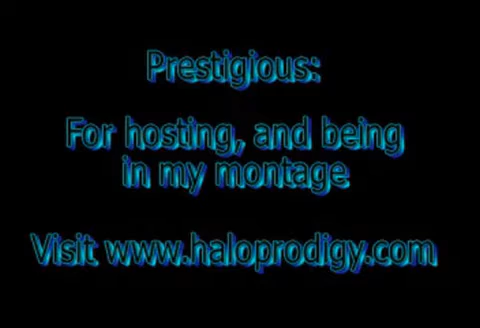 Prestigious:
For hosting, and being
in my montage
Visit www.haloprodigy.com